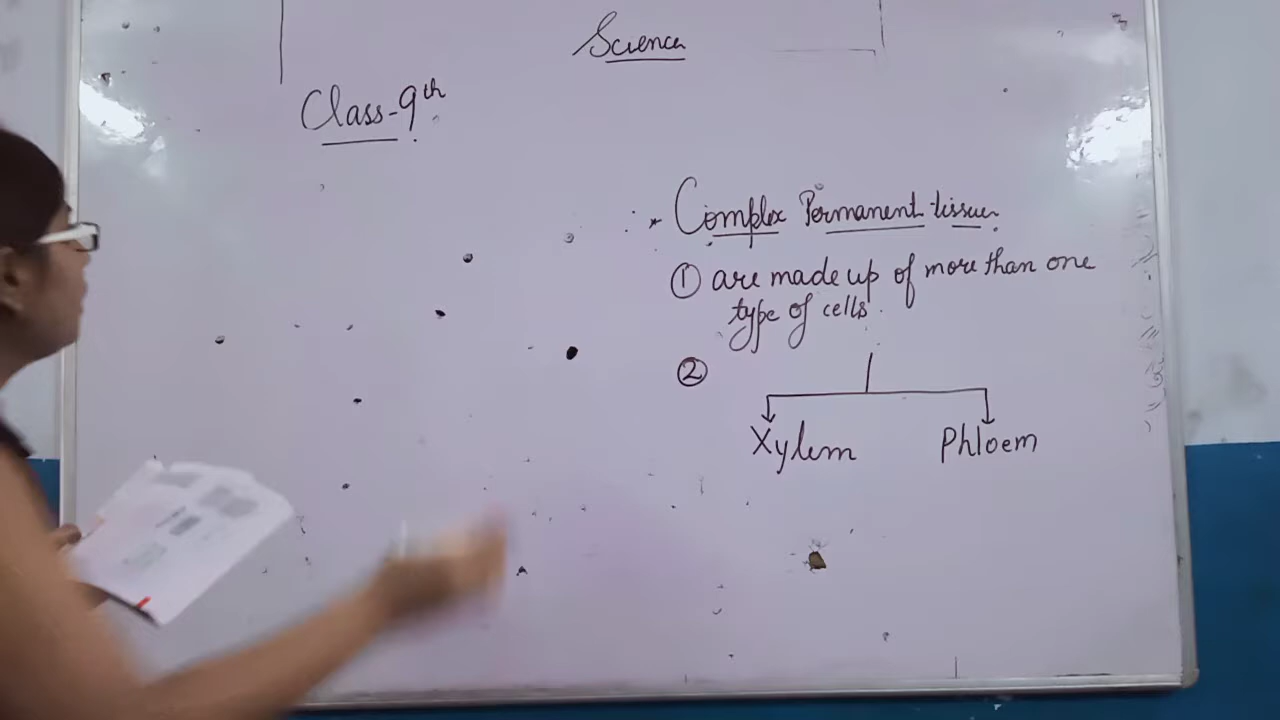 Science
Class-9th
* Complex Permanent tissue
① are made up of more than one
type of cells.
②
Xylem Phloem